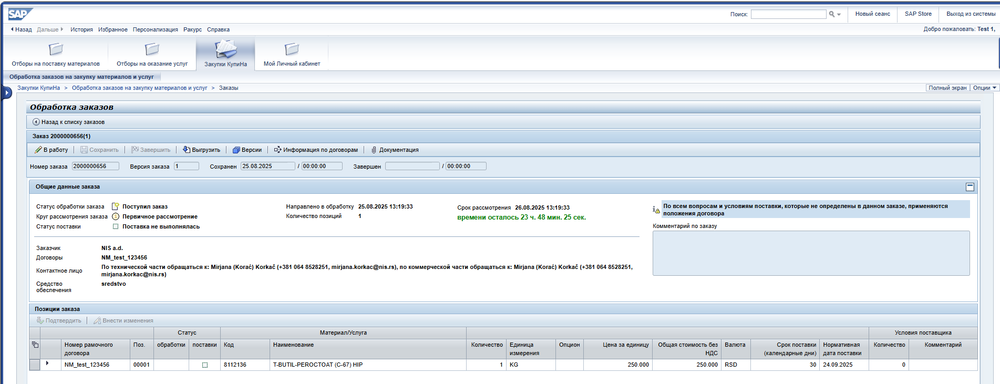 SAP
Поиск:
Новый сеанс
SAP Store
Выход из системы
Назад Дальше История Избранное Персонализация Ракурс Справка
Добро пожаловать: Test 1,
Отборы на поставку материалов
Отборы на оказание услуг
Закупки КупиНа
Мой Личный кабинет
Обработка заказов на закупку материалов и услуг
Закупки КупиНа > Обработка заказов на закупку материалов и услуг > Заказы
Полный экран Опции
Обработка заказов
Назад к списку заказов
Заказ 2000000656(1)
В работу Сохранить Завершить Выгрузить Версии Информация по договорам Документация
Номер заказа 2000000656 Версия заказа 1 Сохранен 25.08.2025 / 00:00:00 Завершен / 00:00:00
Общие данные заказа
Статус обработки заказа Поступил заказ
Круг рассмотрения заказа 1 Первичное рассмотрение
Статус поставки Поставка не выполнялась
Направлено в обработку 25.08.2025 13:19:33
Количество позиций 1
Срок рассмотрения 26.08.2025 13:19:33
времени осталось 23 ч. 48 мин. 25 сек.
По всем вопросам и условиям поставки, которые не определены в данном заказе, применяются
положения договора
Комментарий по заказу
Заказчик NIS a.d.
Договоры NM_test_123456
Контактное лицо По технической части обращаться к: Mirjana (Korać) Korkač (+381 064 8528251, mirjana.korkac@nis.rs), по коммерческой части обращаться к: Mirjana (Korać) Korkač (+381 064 8528251,
mirjana.korkac@nis.rs)
Средство
обеспечения
sredstvo
Позиции заказа
Подтвердить Внести изменения
Статус Материал/Услуга Условия поставщика
Номер рамочного
договора
Поз.
обработки
поставки
Код
Наименование
Количество
Единица
измерения
Опцион
Цена за единицу
Общая стоимость без
НДС
Валюта
Срок поставки
(календарные дни)
Нормативная
дата поставки
Количество
Комментарий
NM_test_123456 00001 8112136 T-BUTIL-PEROCTOAT (C-67) HIP 1 KG 250.000 250.000 RSD 30 24.09.2025 0